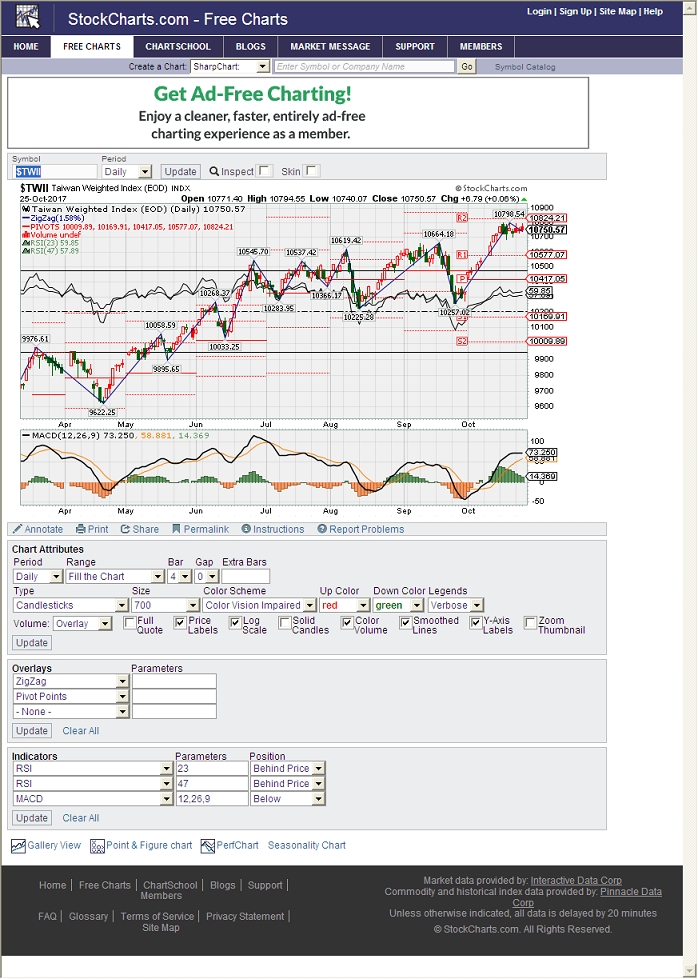 StockCharts.com - Free Charts
Login | Sign Up | Site Map | Help
HOME FREE CHARTS CHARTSCHOOL BLOGS MARKET MESSAGE SUPPORT MEMBERS
Create a Chart: SharpChart: Enter Symbol or Company Name Go Symbol Catalog
Get Ad-Free Charting!
Enjoy a cleaner, faster, entirely ad-free
charting experience as a member.
Symbol Period
$TWII Daily Update Inspect Skin
$TWII Taiwan Weighted Index (EOD) INDX © StockCharts.com
25-Oct-2017 Open 10771.40 High 10794.55 Low 10740.07 Close 10750.57 Chg +6.79 (+0.06%)
Taiwan Weighted Index (EOD) (Daily) 10750.57
ZigZag(1.58%)
PIVOTS 10009.89, 10169.91, 10417.05, 10577.07, 10824.21
Volume undef
RSI(23) 59.85
RSI(47) 57.89
10798.54
10664.18
10619.42
10545.70
10537.42
10366.17
10283.95
10268.37
10257.02
10225.28
10058.59
10033.25
9976.61
9895.65
9622.25
R2
R1
P
S2
10900
10824.21
10750.57
10700
10577.07
10500
10417.05
10300
59.85
10169.91
10100
10009.89
9900
9800
9700
9600
Apr May Jun Jul Aug Sep Oct
MACD(12,26,9) 73.250, 58.881, 14.369
100
73.250
14.369
0
-50
Apr May Jun Jul Aug Sep Oct
Annotate Print Share Permalink Instructions Report Problems
Chart Attributes
Period Range Bar Gap Extra Bars
Daily Fill the Chart 4 0
Type Size Color Scheme Up Color Down Color Legends
Candlesticks 700 Color Vision Impaired red green Verbose
Volume: Overlay Full Quote Price Labels Log Scale Solid Candles Color Volume Smoothed Lines Y-Axis Labels Zoom Thumbnail
Update
Overlays Parameters
ZigZag
Pivot Points
- None -
Update Clear All
Indicators Parameters Position
RSI 23 Behind Price
RSI 47 Behind Price
MACD 12,26,9 Below
Update Clear All
Gallery View Point & Figure chart PerfChart Seasonality Chart
Home | Free Charts | ChartSchool | Blogs | Support |
Members
FAQ | Glossary | Terms of Service | Privacy Statement |
Site Map
Market data provided by: Interactive Data Corp
Commodity and historical index data provided by: Pinnacle Data
Corp
Unless otherwise indicated, all data is delayed by 20 minutes
© StockCharts.com. All Rights Reserved.